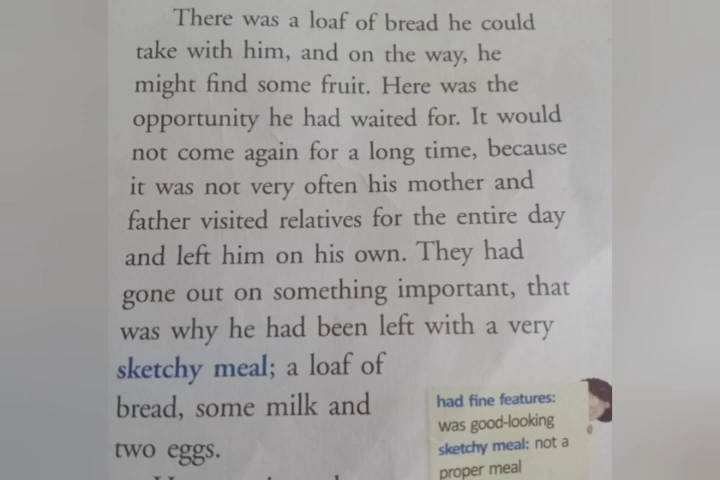 There was a loaf of bread he could
take with him, and on the way, he
might find some fruit. Here was the
opportunity he had waited for. It would
not come again for a long time, because
it was not very often his mother and
father visited relatives for the entire day
and left him on his own. They had
gone out on something important, that
was why he had been left with a very
sketchy meal; a loaf of
bread, some milk and
two eggs.
had fine features:
was good-looking
sketchy meal: not a
proper meal